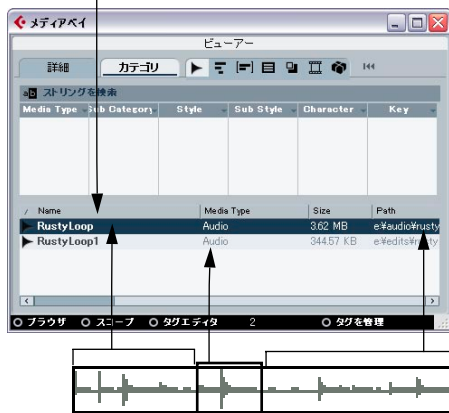 メディアベイ
ビューアー
詳細 カテゴリ
ストリングを検索
Media Type Sub Category Style Sub Style Character Key
/ Name Media Type Size Path
RustyLoop Audio 3.62 MB e:¥audio¥rusty
RustyLoop1 Audio 344.57 KB e:¥edits¥rusty
ブラウザ スコープ タグエディタ 2 タグを管理